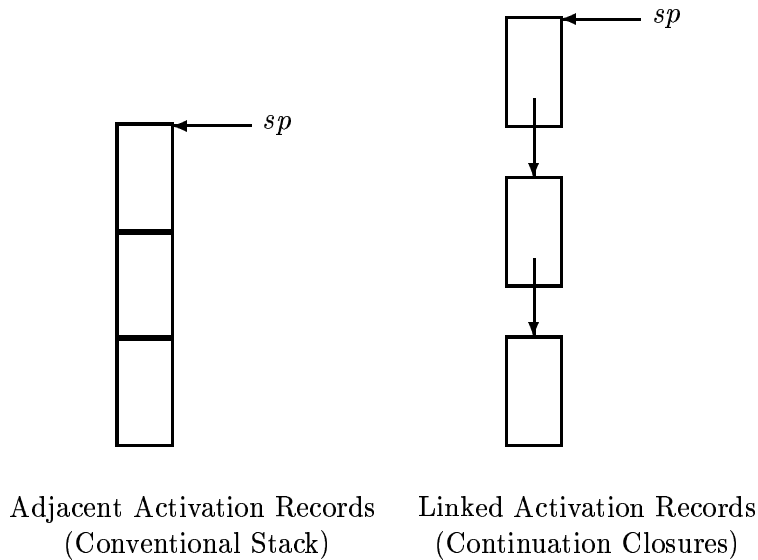 sp
sp
Adjacent Activation Records
(Conventional Stack)
Linked Activation Records
(Continuation Closures)